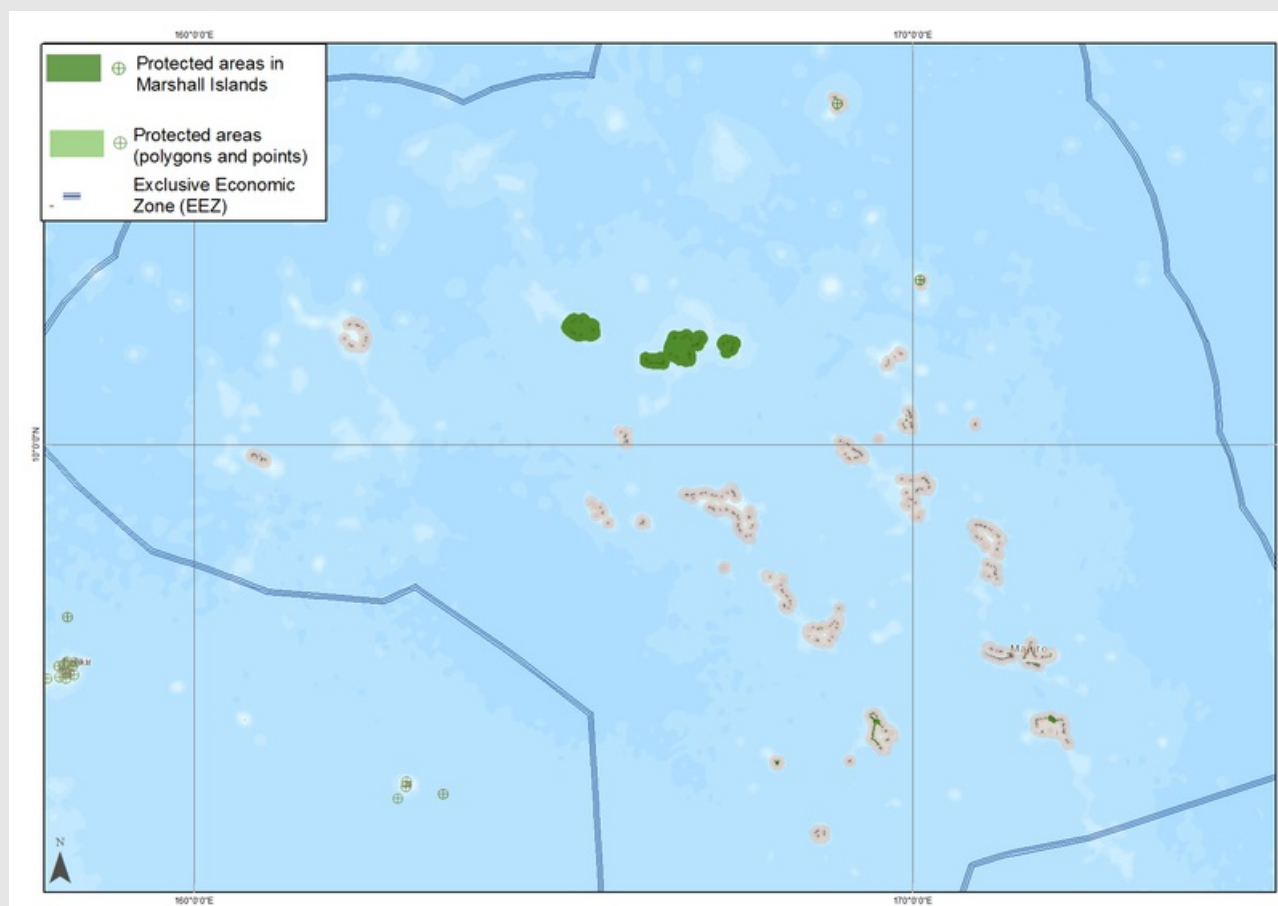 160°0'0"E
170°0'0"E
Protected areas in
Marshall Islands
Protected areas
(polygons and points)
Exclusive Economic
Zone (EEZ)
10°0'0"N
N
160°0'0"E
170°0'0"E